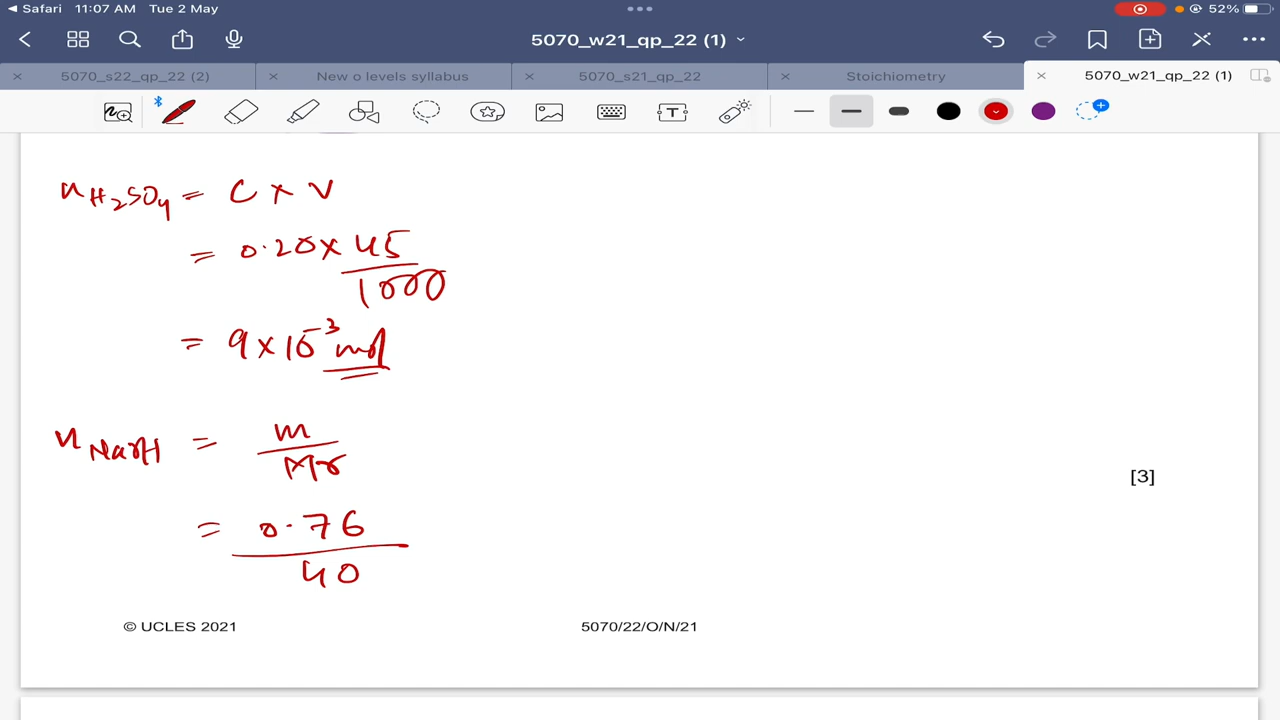 Safari 11:07 AM Tue 2 May 52%
5070_w21_qp_22 (1)
5070_s22_qp_22 (2) New o levels syllabus 5070_s21_qp_22 Stoichiometry 5070_w21_qp_22 (1)
n H₂SO₄ = C × V
= 0.20 × 45/1000
= 9 × 10⁻³ mol
n NaOH = m/Mr
[3]
= 0.76/40
© UCLES 2021 5070/22/O/N/21